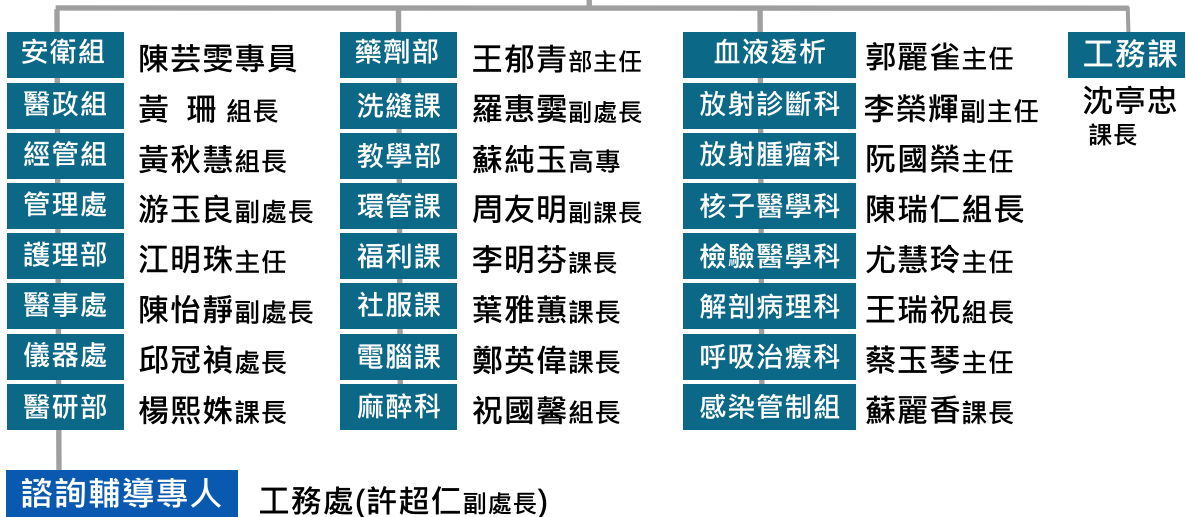 安衛組 陳芸雯專員 藥劑部 王郁青部主任 血液透析 郭麗雀主任 工務課
醫政組 黃 珊 組長 洗縫課 羅惠霙副處長 放射診斷科 李榮輝副主任 沈亭忠
課長
經管組 黃秋慧組長 教學部 蘇純玉高專 放射腫瘤科 阮國榮主任
管理處 游玉良副處長 環管課 周友明副課長 核子醫學科 陳瑞仁組長
護理部 江明珠主任 福利課 李明芬課長 檢驗醫學科 尤慧玲主任
醫事處 陳怡靜副處長 社服課 葉雅蕙課長 解剖病理科 王瑞祝組長
儀器處 邱冠禎處長 電腦課 鄭英偉課長 呼吸治療科 蔡玉琴主任
醫研部 楊熙姝課長 麻醉科 祝國馨組長 感染管制組 蘇麗香課長
諮詢輔導專人 工務處(許超仁副處長)